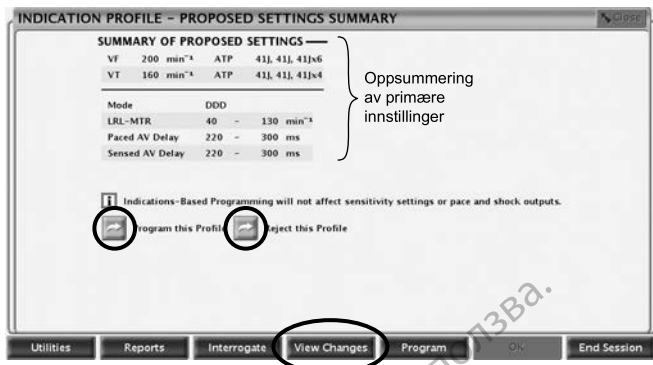 INDICATION PROFILE – PROPOSED SETTINGS SUMMARY Close
SUMMARY OF PROPOSED SETTINGS
VF 200 min⁻¹ ATP 41J, 41J, 41Jx6
VT 160 min⁻¹ ATP 41J, 41J, 41Jx4
Mode DDD
LRL-MTR 40 - 130 min⁻¹
Paced AV Delay 220 - 300 ms
Sensed AV Delay 220 - 300 ms
Oppsummering
av primære
innstillinger
i Indications-Based Programming will not affect sensitivity settings or pace and shock outputs.
Program this Profile Reject this Profile
Utilities Reports Interrogate View Changes Program OK End Session